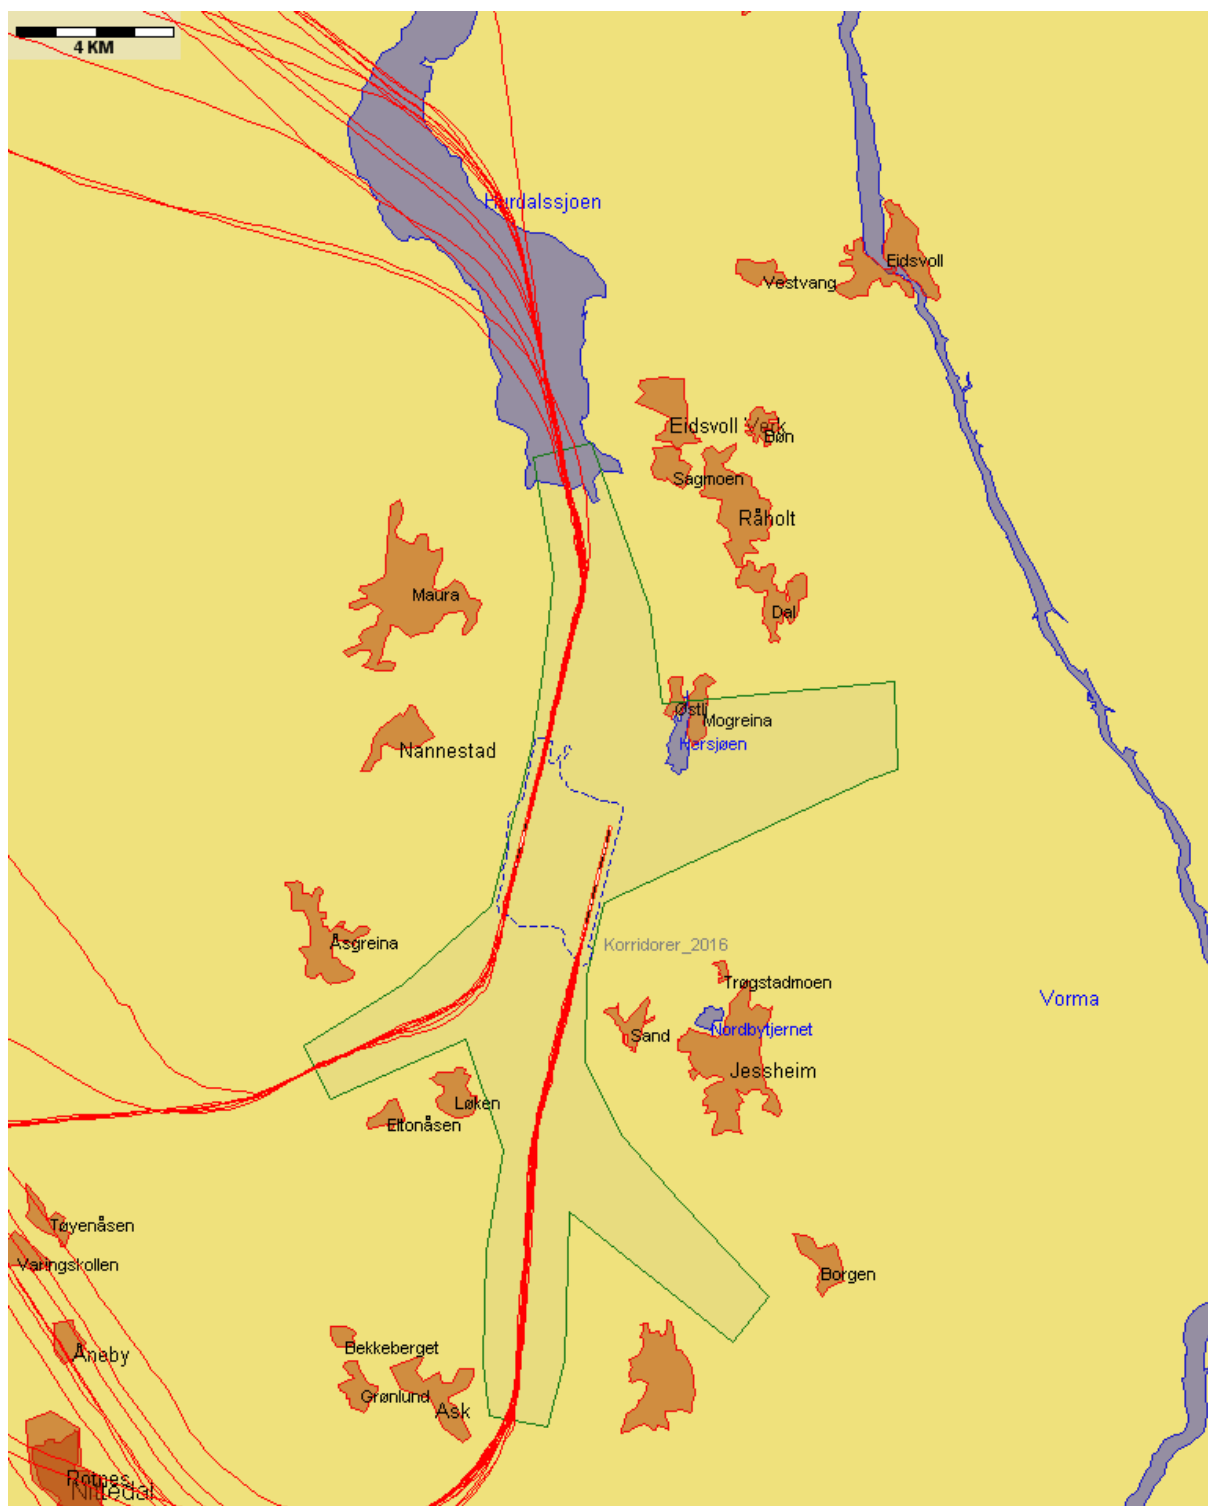 4 KM
Hurdalssjoen
Eidsvoll
Vestvang
Eidsvoll Verk
Bøn
Sagmoen
Råholt
Maura
Dal
Østli
Mogreina
Hersjøen
Nannestad
Åsgreina
Korridorer_2016
Trøgstadmoen
Vorma
Nordbytjernet
Sand
Jessheim
Løken
Eltonåsen
Tøyenåsen
Varingskollen
Borgen
Åneby
Bekkeberget
Grønlund
Ask
Rotnes
Nittedal